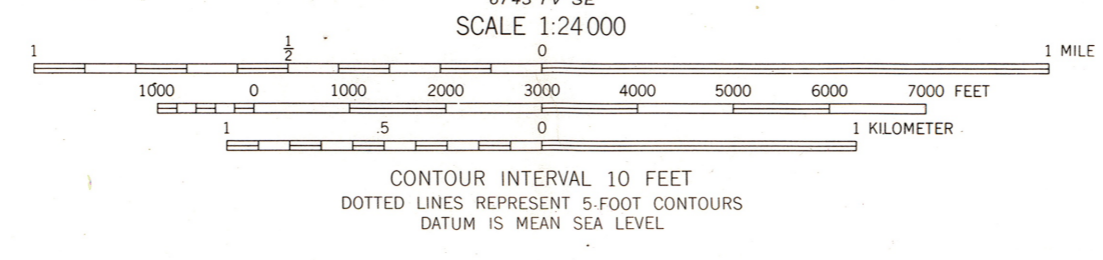 SCALE 1:24 000
1 1/2 0 1 MILE
1000 0 1000 2000 3000 4000 5000 6000 7000 FEET
1 .5 0 1 KILOMETER
CONTOUR INTERVAL 10 FEET
DOTTED LINES REPRESENT 5-FOOT CONTOURS
DATUM IS MEAN SEA LEVEL